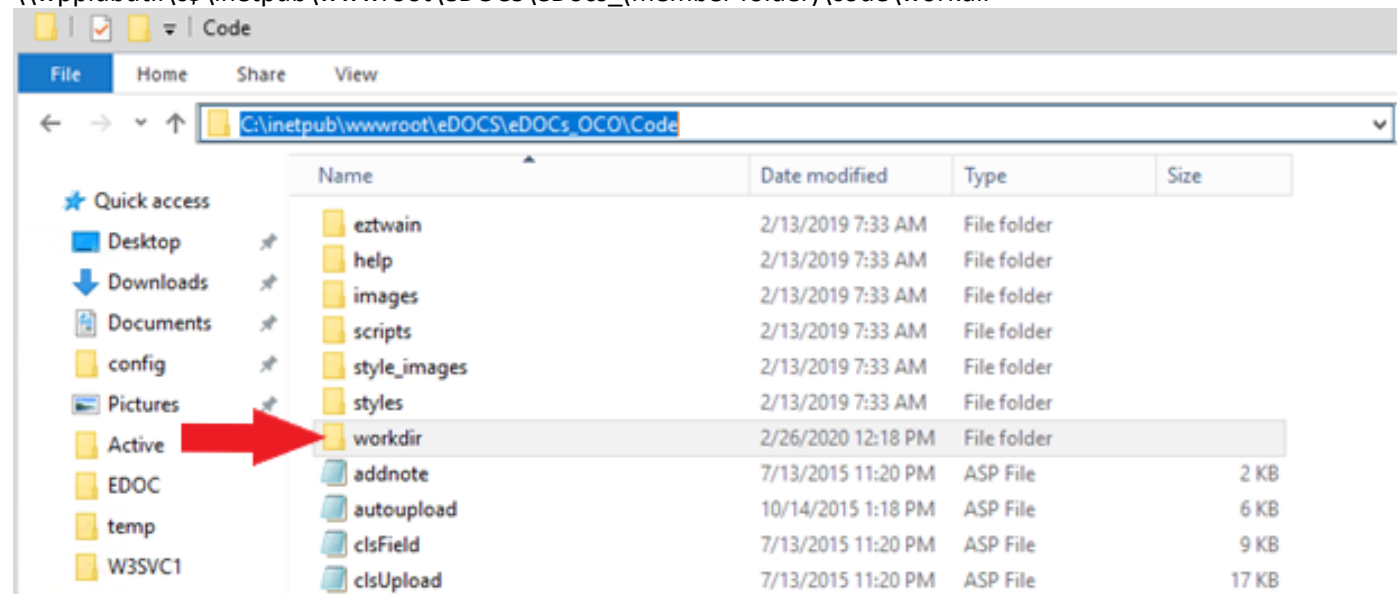 Code
File Home Share View
C:\inetpub\wwwroot\eDOCS\eDOCs_OCO\Code
Name Date modified Type Size
Quick access
Desktop
Downloads
Documents
config
Pictures
Active
EDOC
temp
W3SVC1
eztwain 2/13/2019 7:33 AM File folder
help 2/13/2019 7:33 AM File folder
images 2/13/2019 7:33 AM File folder
scripts 2/13/2019 7:33 AM File folder
style_images 2/13/2019 7:33 AM File folder
styles 2/13/2019 7:33 AM File folder
workdir 2/26/2020 12:18 PM File folder
addnote 7/13/2015 11:20 PM ASP File 2 KB
autoupload 10/14/2015 1:18 PM ASP File 6 KB
clsField 7/13/2015 11:20 PM ASP File 9 KB
clsUpload 7/13/2015 11:20 PM ASP File 17 KB